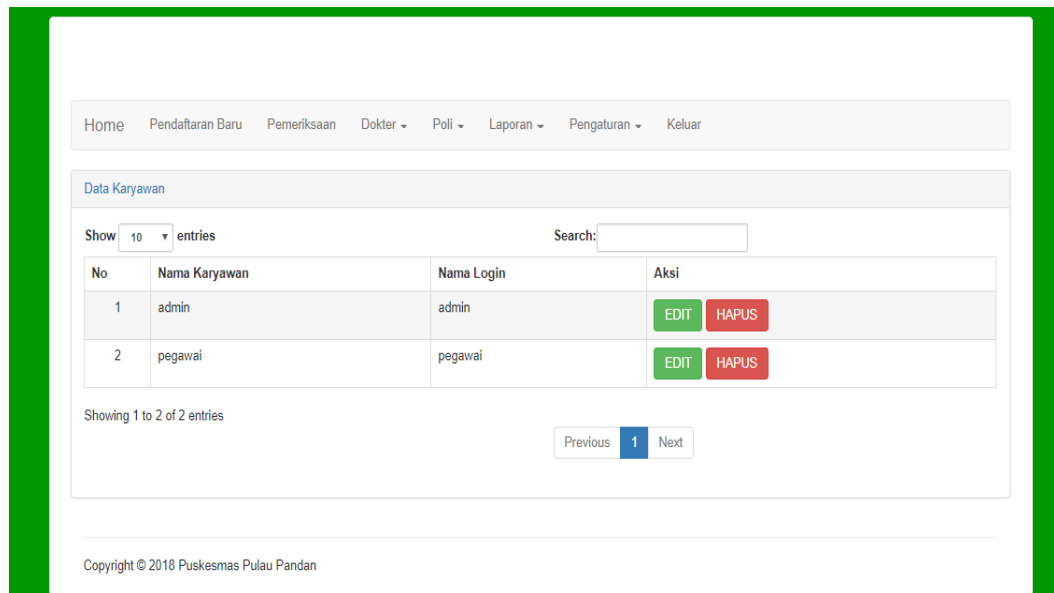 Home Pendaftaran Baru Pemeriksaan Dokter Poli Laporan Pengaturan Keluar
Data Karyawan
Show 10 entries Search:
No Nama Karyawan Nama Login Aksi
1 admin admin EDIT HAPUS
2 pegawai pegawai EDIT HAPUS
Showing 1 to 2 of 2 entries
Previous 1 Next
Copyright © 2018 Puskesmas Pulau Pandan